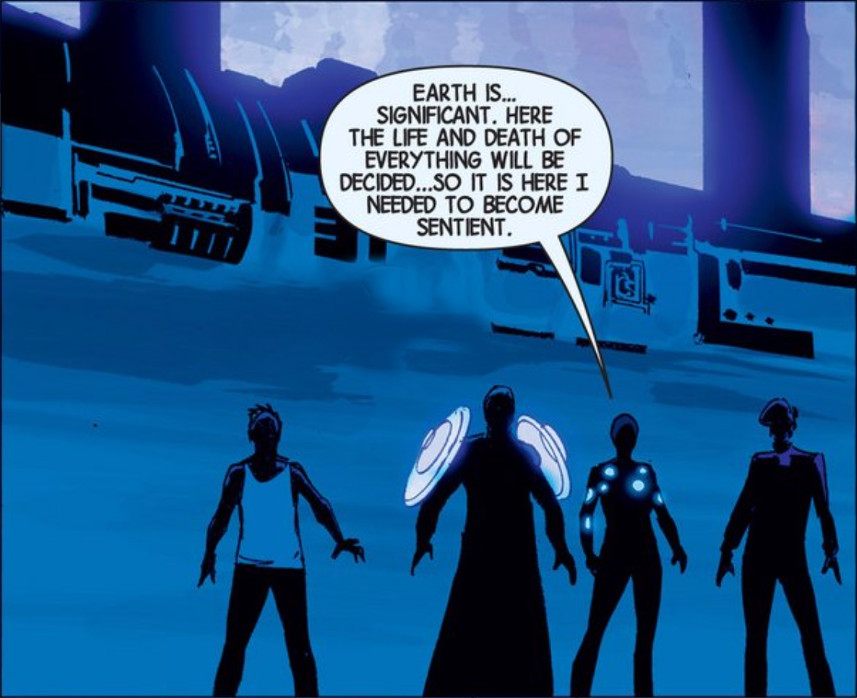 EARTH IS...
SIGNIFICANT. HERE
THE LIFE AND DEATH OF
EVERYTHING WILL BE
DECIDED...SO IT IS HERE I
NEEDED TO BECOME
SENTIENT.